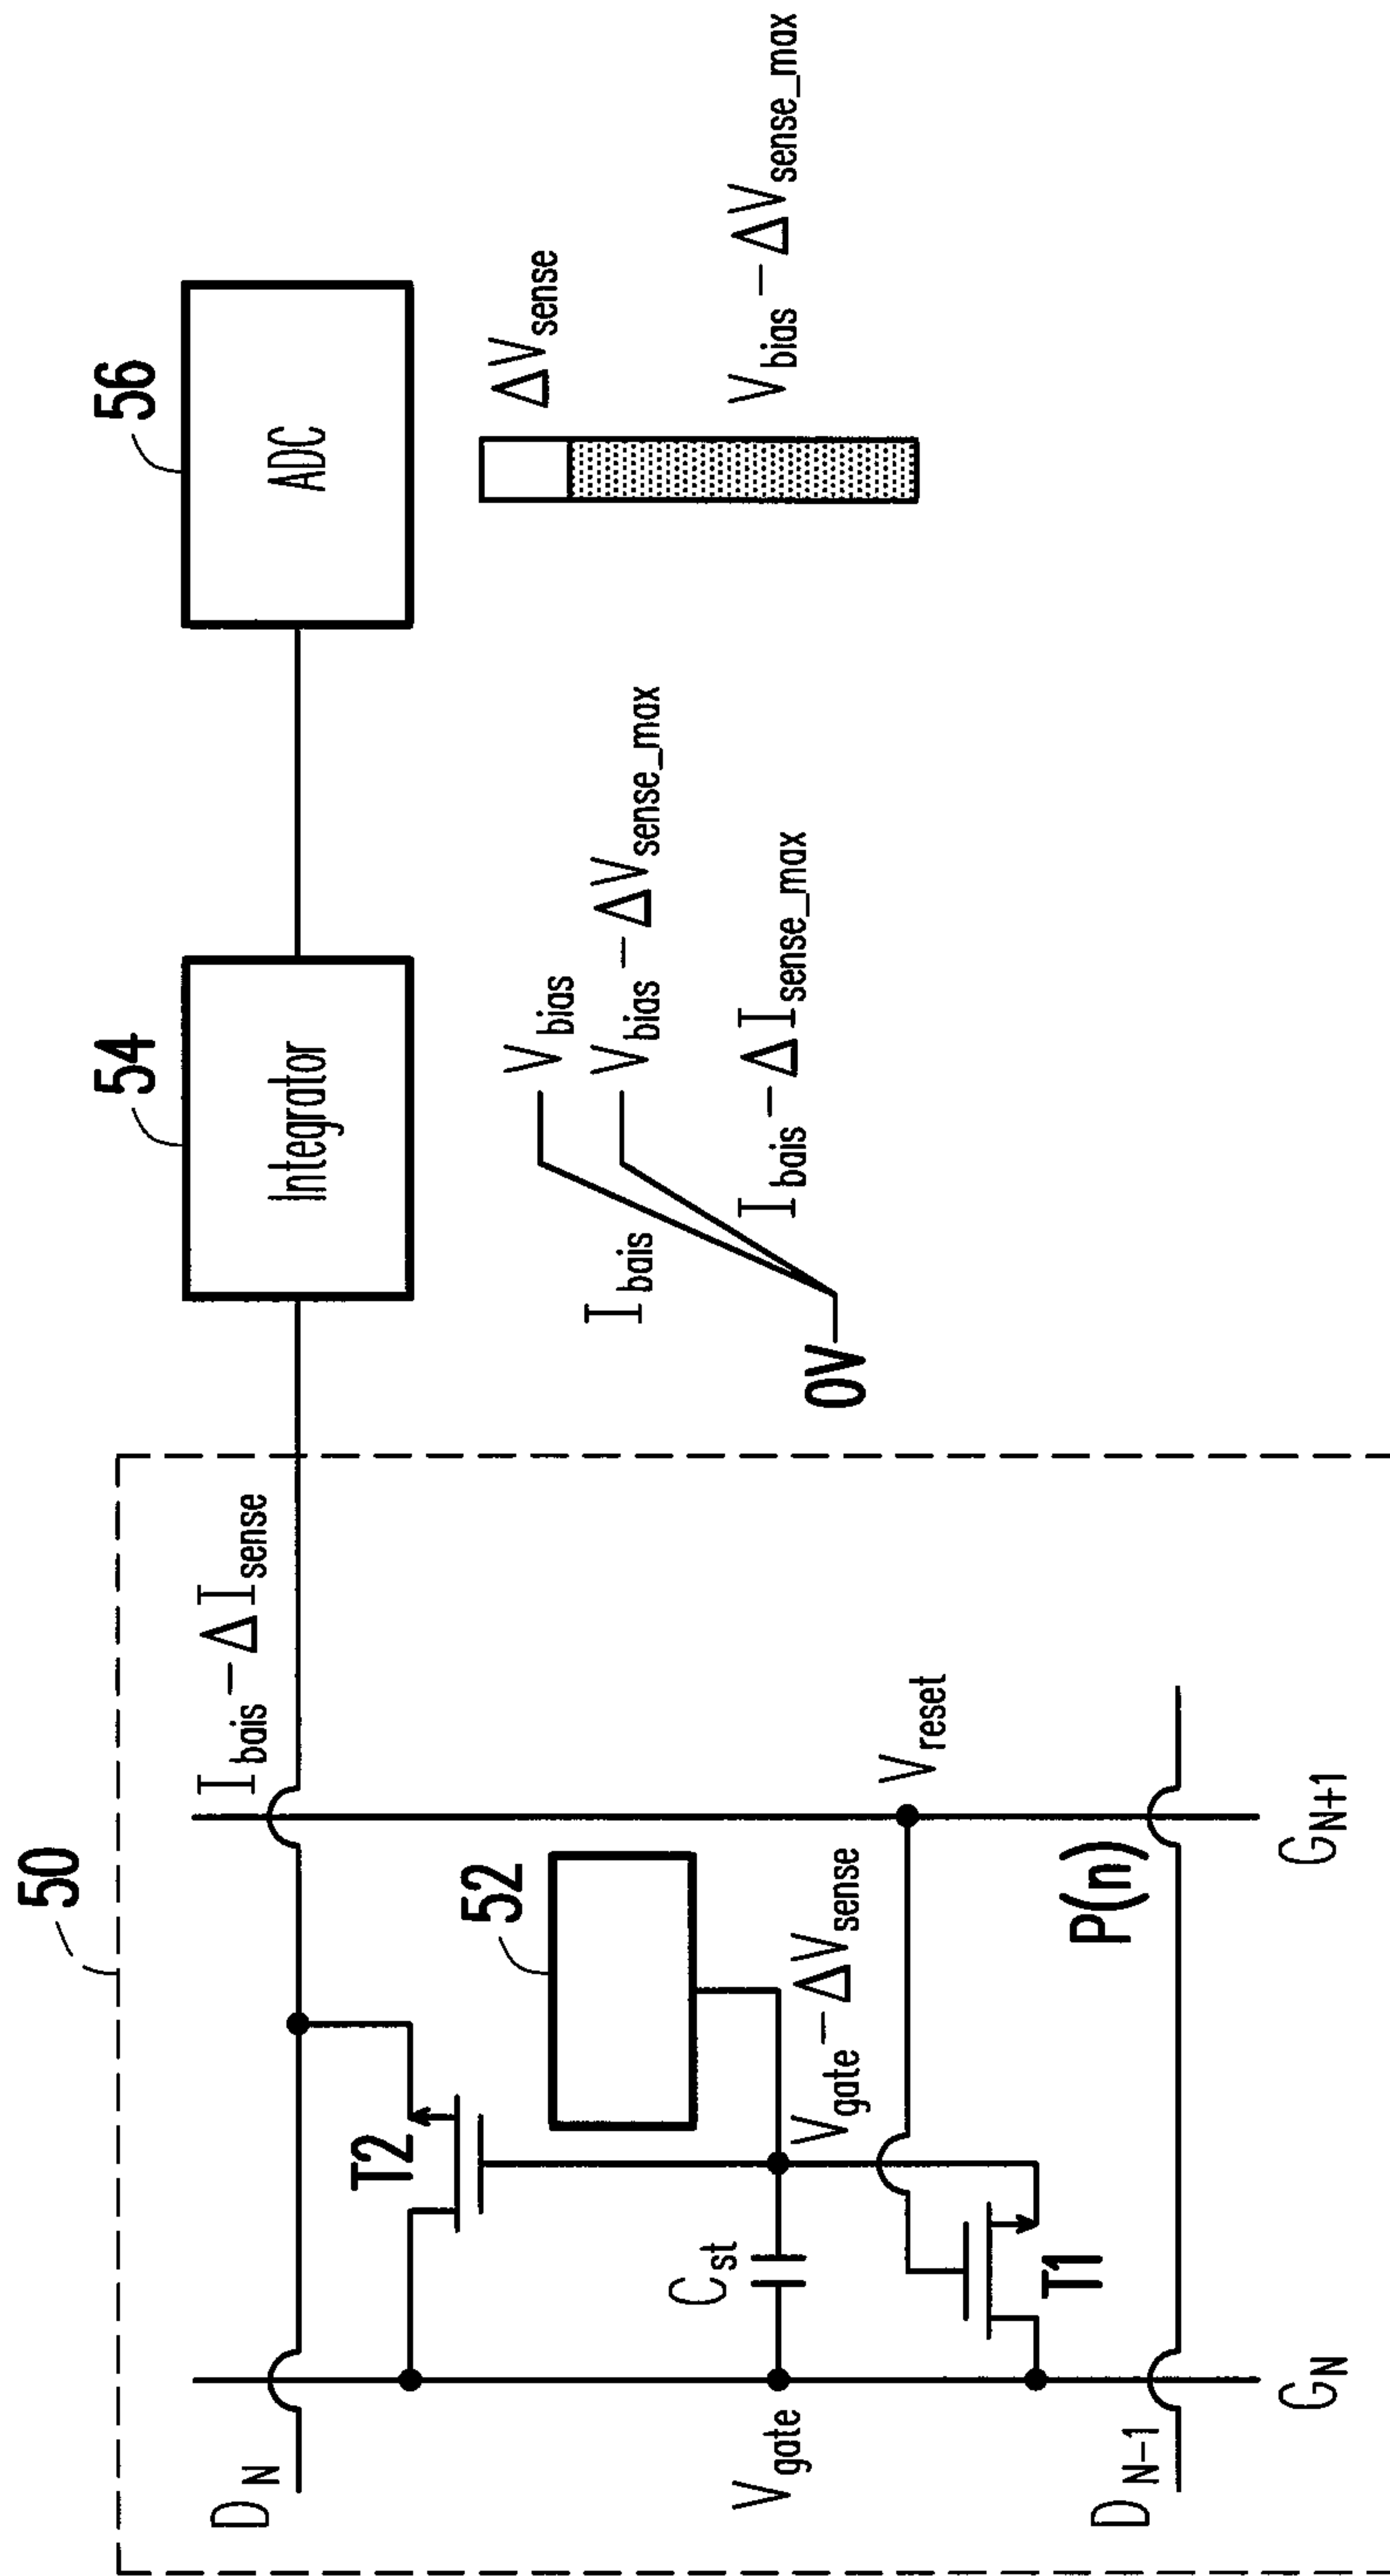 50
54
56
D_N
I_bais − ΔI_sense
Integrator
ADC
T2
52
V_bias
ΔV_sense
I_bais
V_bias − ΔV_sense_max
C_st
I_bais − ΔI_sense_max
V_bias − ΔV_sense_max
V_gate
V_gate − ΔV_sense
0V
V_reset
T1
P(n)
D_N−1
G_N
G_N+1